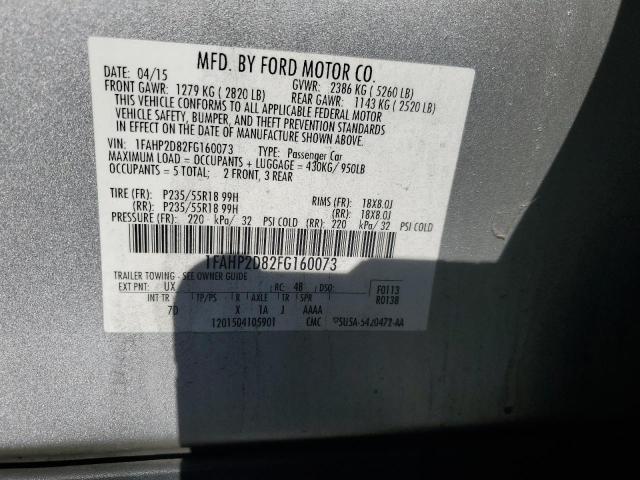 MFD. BY FORD MOTOR CO.
DATE: 04/15 GVWR: 2386 KG ( 5260 LB)
FRONT GAWR: 1279 KG ( 2820 LB) REAR GAWR: 1143 KG ( 2520 LB)
THIS VEHICLE CONFORMS TO ALL APPLICABLE FEDERAL MOTOR
VEHICLE SAFETY, BUMPER, AND THEFT PREVENTION STANDARDS
IN EFFECT ON THE DATE OF MANUFACTURE SHOWN ABOVE.
VIN: 1FAHP2D82FG160073 TYPE: Passenger Car
MAXIMUM LOAD = OCCUPANTS + LUGGAGE = 430KG/ 950LB
OCCUPANTS = 5 TOTAL; 2 FRONT, 3 REAR
TIRE (FR): P235/55R18 99H RIMS (FR): 18X8.0J
(RR): P235/55R18 99H (RR): 18X8.0J
PRESSURE (FR): 220 kPa/ 32 PSI COLD (RR): 220 kPa/ 32 PSI COLD
1FAHP2D82FG160073
TRAILER TOWING - SEE OWNER GUIDE
EXT PNT: UX RC: 48 DSO: F0113
INT TR TP/PS R AXLE TR SPR R0138
7D X 1A J AAAA
1201504105901 CMC